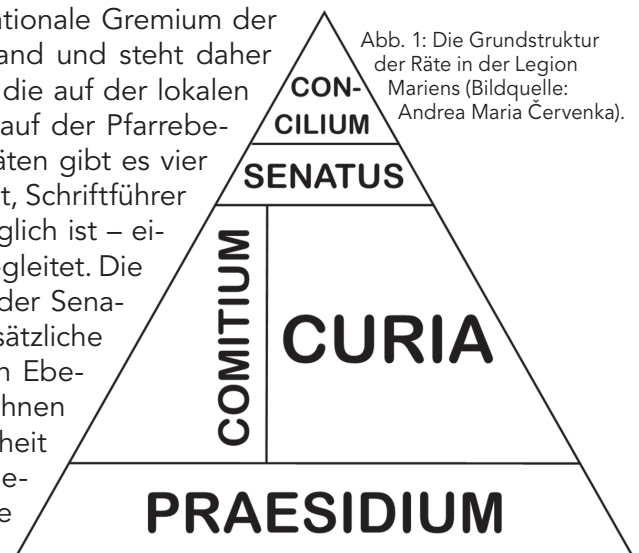 ationale Gremium der
and und steht daher
die auf der lokalen
auf der Pfarrebe-
äten gibt es vier
t, Schriftführer
glich ist – ei-
egleitet. Die
der Sena-
sätzliche
n Ebe-
hnen
heit
e-
e
Abb. 1: Die Grundstruktur
der Räte in der Legion
Mariens (Bildquelle:
Andrea Maria Červenka).
CON-
CILIUM
SENATUS
COMITIUM
CURIA
PRAESIDIUM